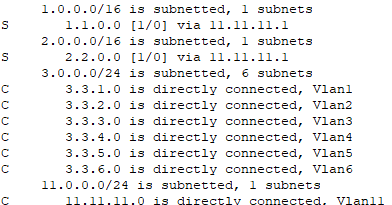 1.0.0.0/16 is subnetted, 1 subnets
S 1.1.0.0 [1/0] via 11.11.11.1
2.0.0.0/16 is subnetted, 1 subnets
S 2.2.0.0 [1/0] via 11.11.11.1
3.0.0.0/24 is subnetted, 6 subnets
C 3.3.1.0 is directly connected, Vlan1
C 3.3.2.0 is directly connected, Vlan2
C 3.3.3.0 is directly connected, Vlan3
C 3.3.4.0 is directly connected, Vlan4
C 3.3.5.0 is directly connected, Vlan5
C 3.3.6.0 is directly connected, Vlan6
11.0.0.0/24 is subnetted, 1 subnets
C 11.11.11.0 is directly connected, Vlan11